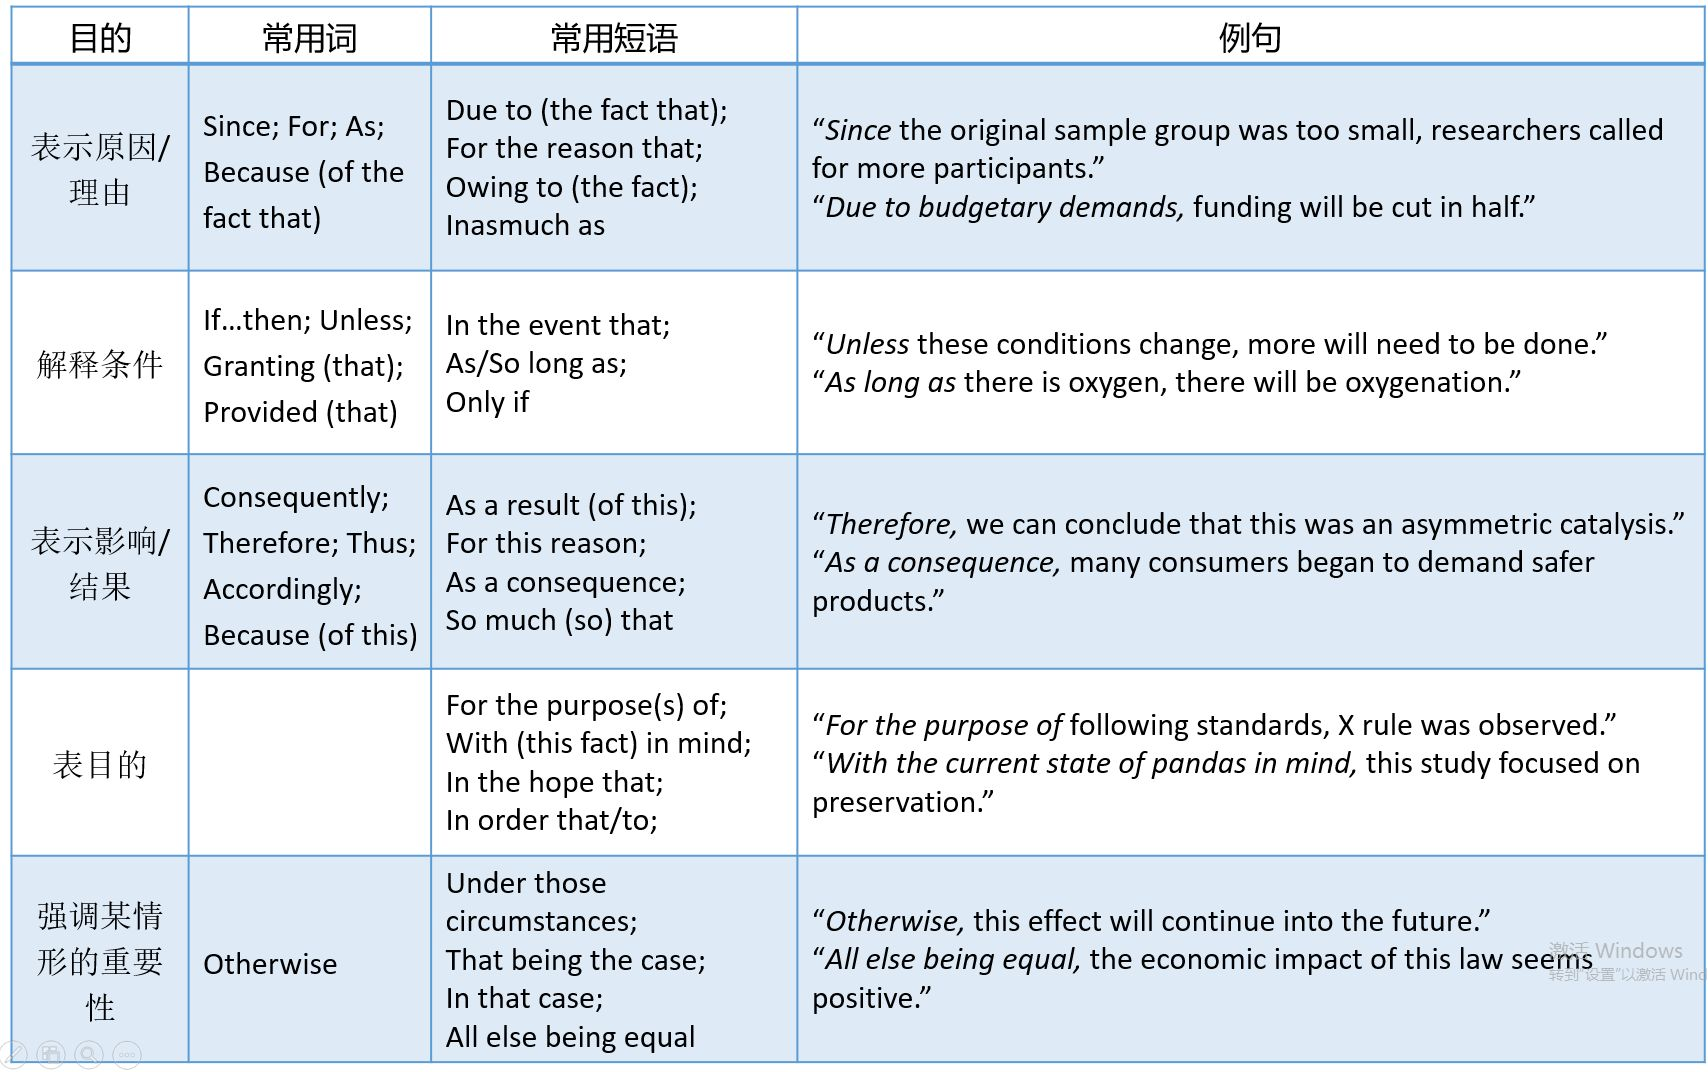 目的
常用词
常用短语
例句
表示原因/
理由
Since; For; As;
Because (of the
fact that)
Due to (the fact that);
For the reason that;
Owing to (the fact);
Inasmuch as
“Since the original sample group was too small, researchers called
for more participants.”
“Due to budgetary demands, funding will be cut in half.”
解释条件
If...then; Unless;
Granting (that);
Provided (that)
In the event that;
As/So long as;
Only if
“Unless these conditions change, more will need to be done.”
“As long as there is oxygen, there will be oxygenation.”
表示影响/
结果
Consequently;
Therefore; Thus;
Accordingly;
Because (of this)
As a result (of this);
For this reason;
As a consequence;
So much (so) that
“Therefore, we can conclude that this was an asymmetric catalysis.”
“As a consequence, many consumers began to demand safer
products.”
表目的
For the purpose(s) of;
With (this fact) in mind;
In the hope that;
In order that/to;
“For the purpose of following standards, X rule was observed.”
“With the current state of pandas in mind, this study focused on
preservation.”
强调某情
形的重要
性
Otherwise
Under those
circumstances;
That being the case;
In that case;
All else being equal
“Otherwise, this effect will continue into the future.”
“All else being equal, the economic impact of this law seems
positive.”
激活 Windows
转到“设置”以激活 Wind